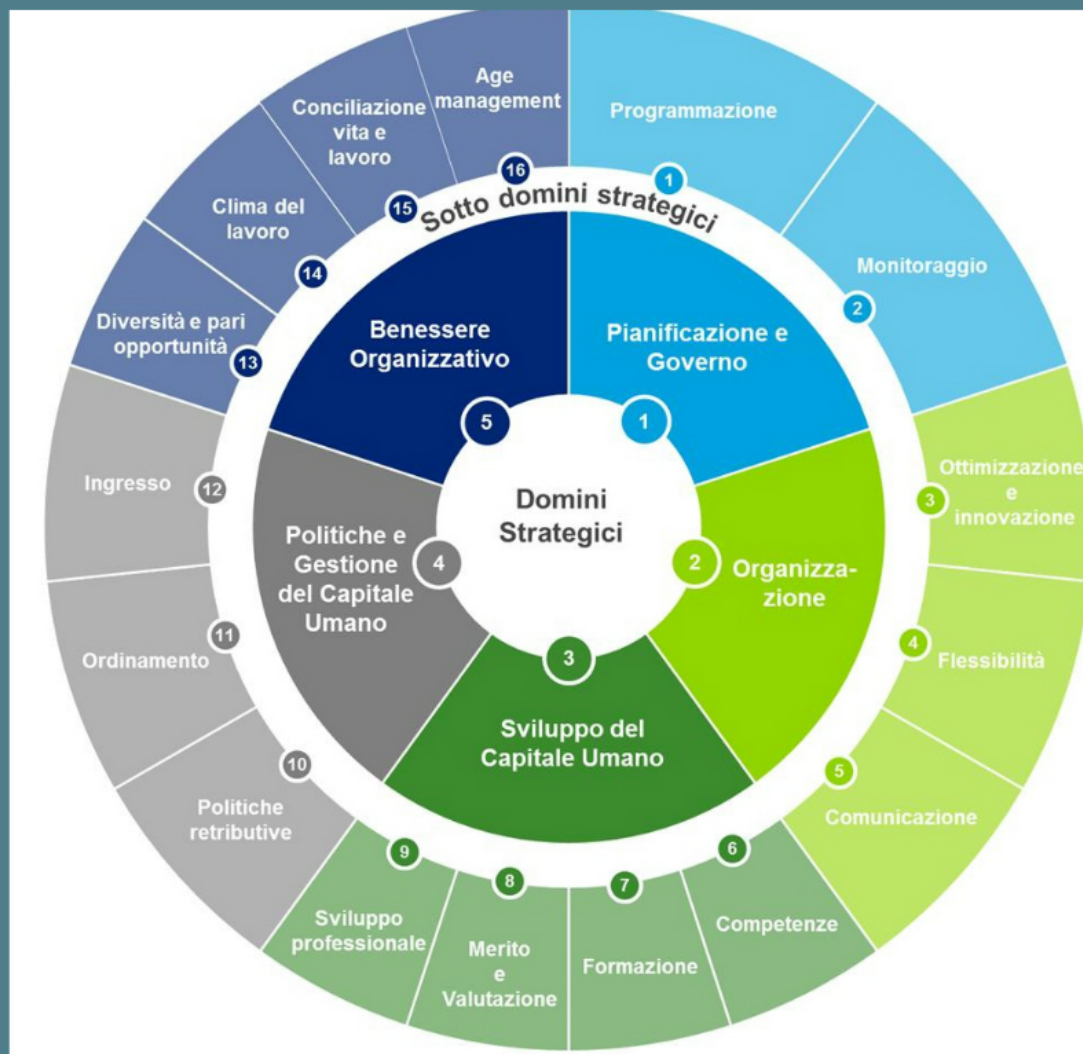 Domini
Strategici
1
Pianificazione e
Governo
2
Organizza-
zione
3
Sviluppo del
Capitale Umano
4
Politiche e
Gestione
del Capitale
Umano
5
Benessere
Organizzativo
Sotto domini strategici
1
Programmazione
2
Monitoraggio
3
Ottimizzazione
e
innovazione
4
Flessibilità
5
Comunicazione
6
Competenze
7
Formazione
8
Merito
e
Valutazione
9
Sviluppo
professionale
10
Politiche
retributive
11
Ordinamento
12
Ingresso
13
Diversità e pari
opportunità
14
Clima del
lavoro
15
Conciliazione
vita e
lavoro
16
Age
management